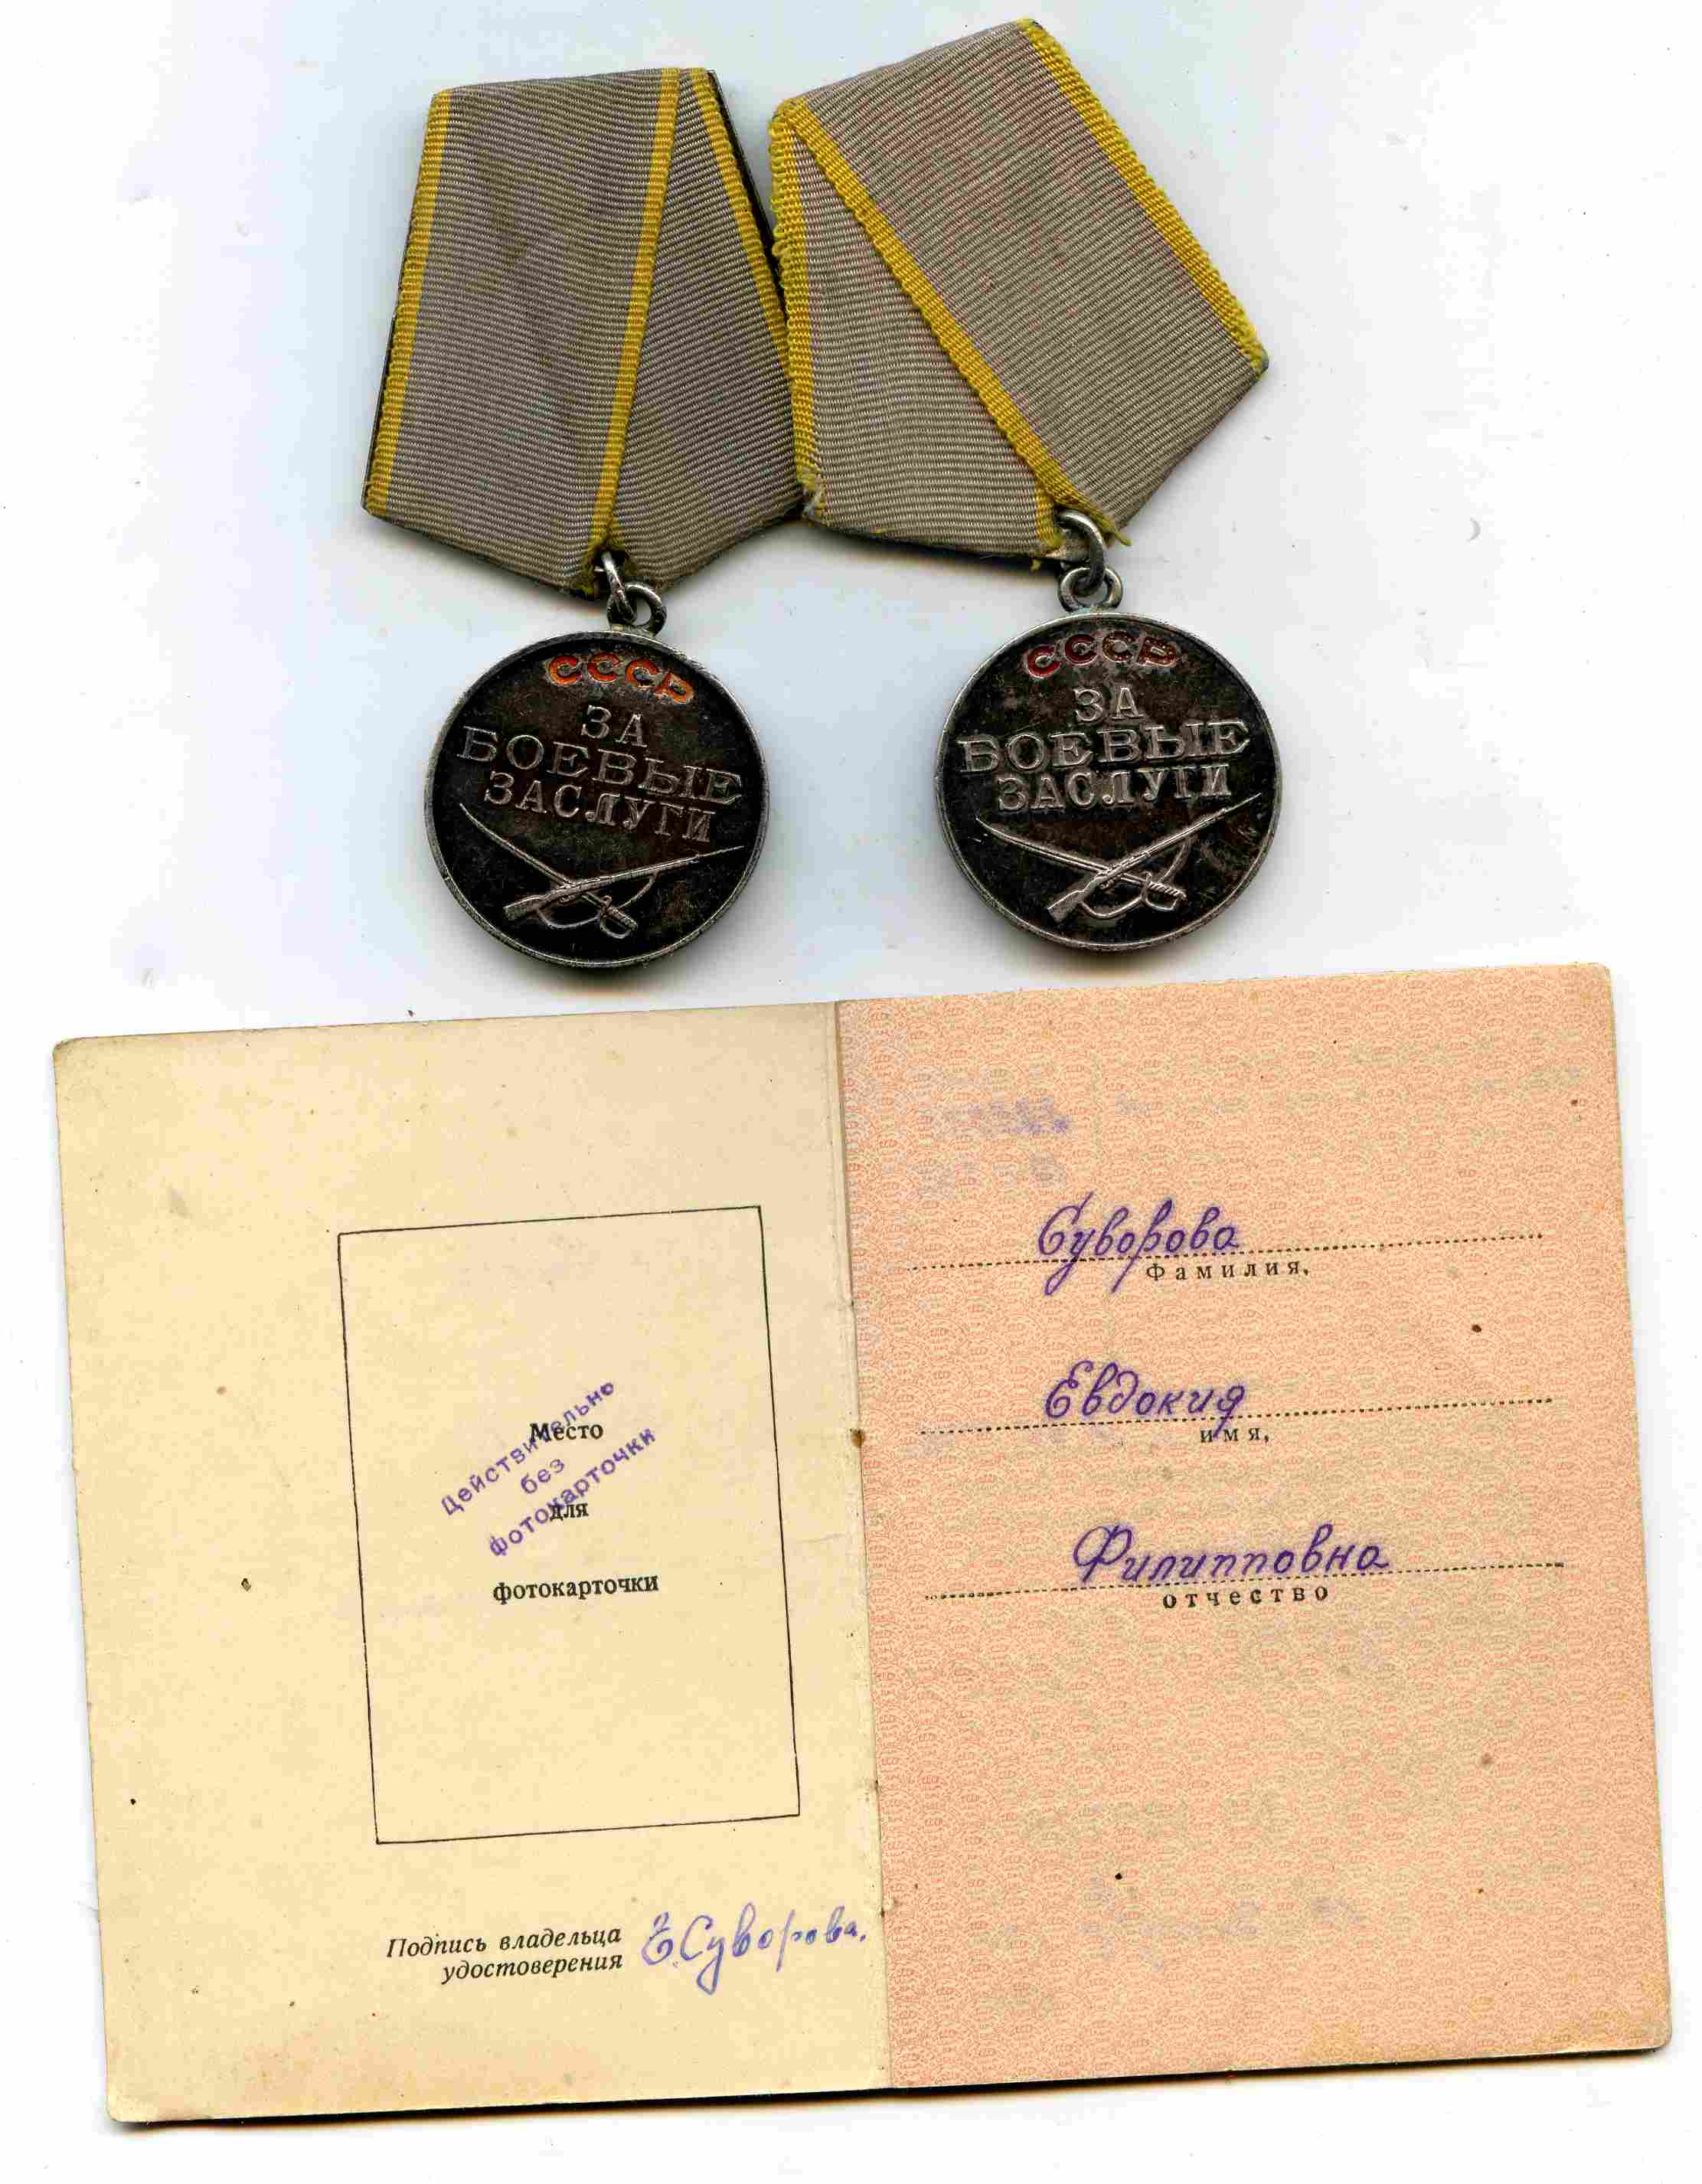 СССР
ЗА
БОЕВЫЕ
ЗАСЛУГИ
СССР
ЗА
БОЕВЫЕ
ЗАСЛУГИ
Место
для
фотокарточки
Действительно
без
фотокарточки
Подпись владельца
удостоверения
Е.Суворова.
Суворова
Фамилия,
Евдокия
имя,
Филипповна
отчество